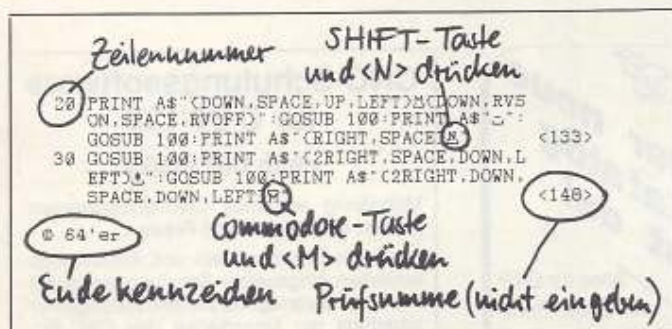 Zeilennummer
SHIFT-Taste
und <N> drücken
20 PRINT A$"{DOWN,SPACE,UP,LEFT}M{DOWN,RVS
ON,SPACE,RVOFF}":GOSUB 100:PRINT A$"":
GOSUB 100:PRINT A$"{RIGHT,SPACE}N <133>
30 GOSUB 100:PRINT A$"{2RIGHT,SPACE,DOWN,L
EFT}":GOSUB 100:PRINT A$"{2RIGHT,DOWN,
SPACE,DOWN,LEFT}M <148>
© 64'er
Commodore-Taste
und <M> drücken
Endekennzeichen
Prüfsumme (nicht eingeben)